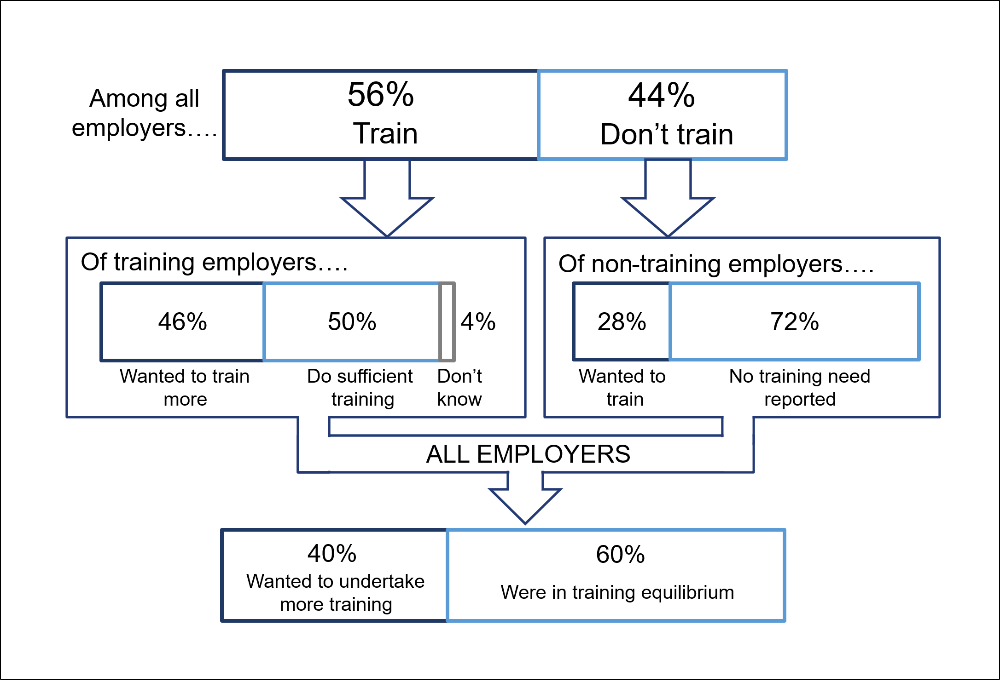 Among all
employers….
56%
Train
44%
Don’t train
Of training employers….
46%
50%
4%
Wanted to train
more
Do sufficient
training
Don’t
know
Of non-training employers….
28%
72%
Wanted to
train
No training need
reported
ALL EMPLOYERS
40%
Wanted to undertake
more training
60%
Were in training equilibrium